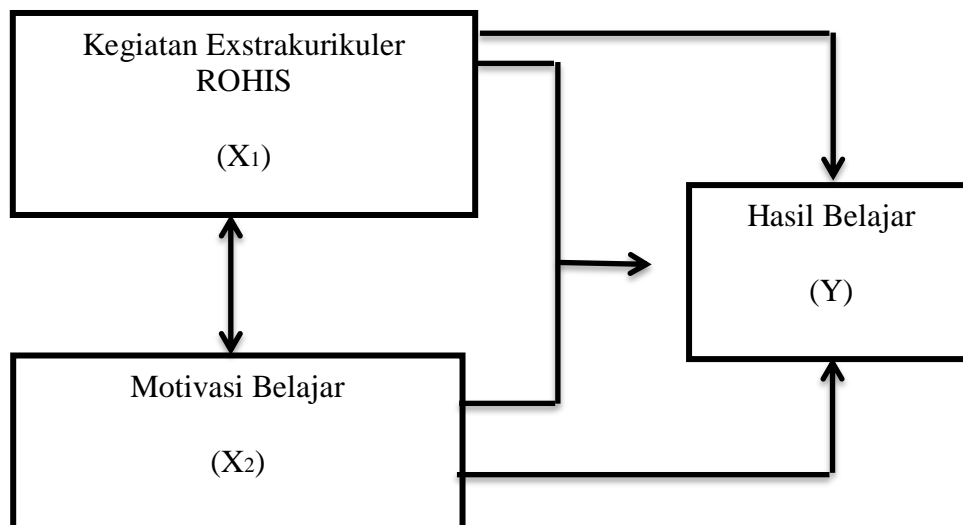 Kegiatan Exstrakurikuler
ROHIS
(X1)
Hasil Belajar
(Y)
Motivasi Belajar
(X2)